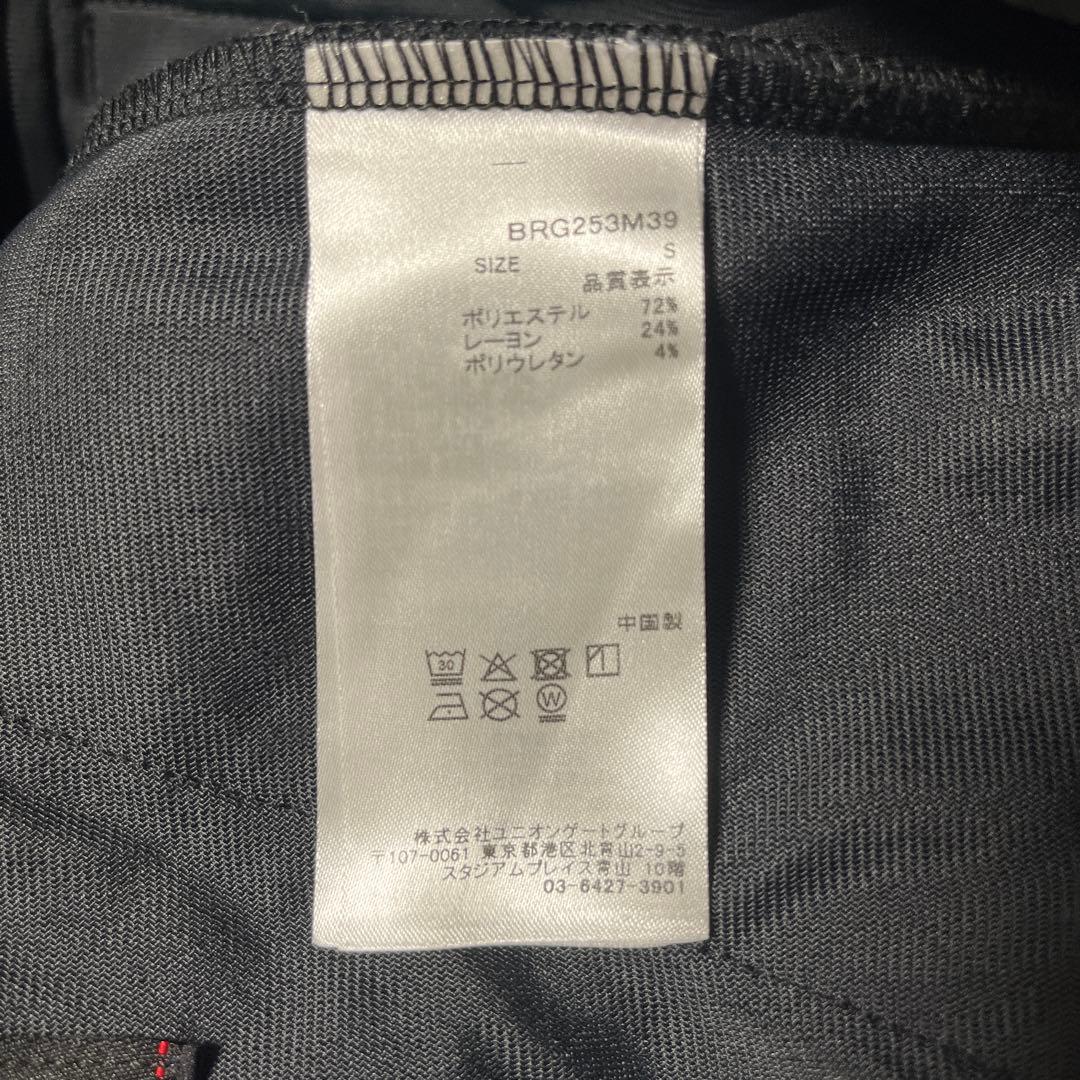 BRG253M39
SIZE S
品質表示
ポリエステル 72%
レーヨン 24%
ポリウレタン 4%
中国製
30
W
株式会社ユニオンゲートグループ
〒107-0061 東京都港区北青山2-9-5
スタジアムプレイス青山 10階
03-6427-3901